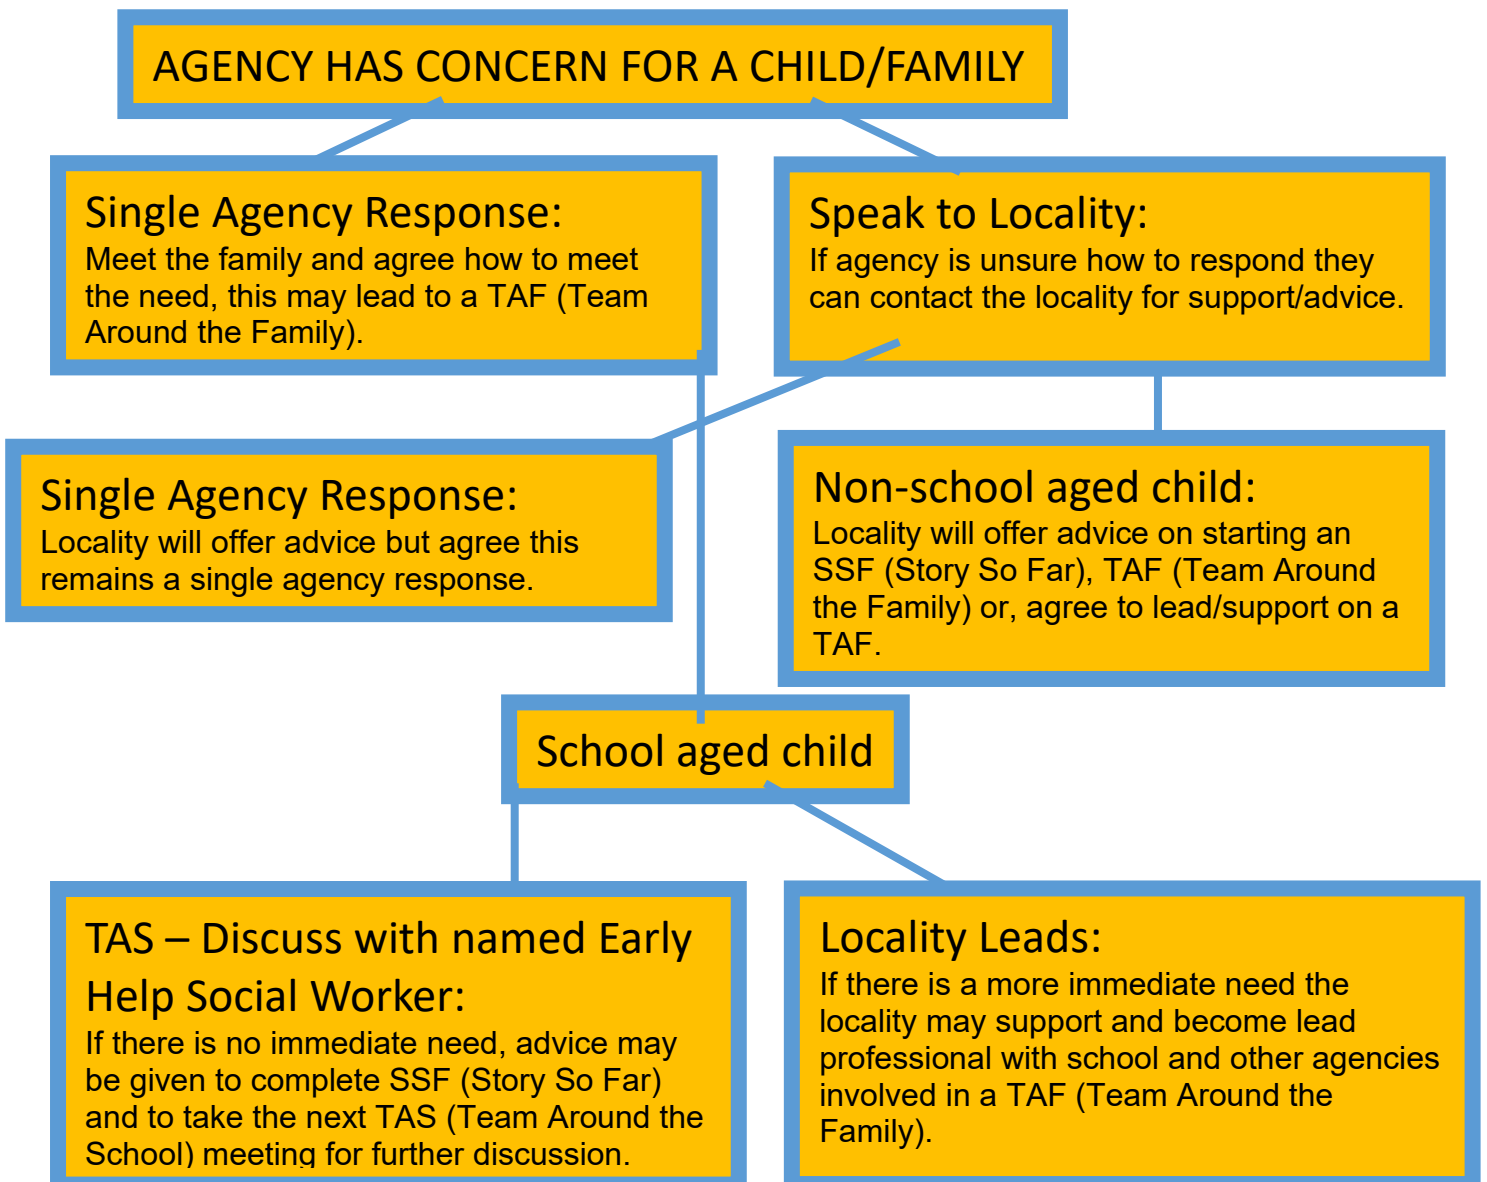 AGENCY HAS CONCERN FOR A CHILD/FAMILY
Single Agency Response:
Meet the family and agree how to meet
the need, this may lead to a TAF (Team
Around the Family).
Speak to Locality:
If agency is unsure how to respond they
can contact the locality for support/advice.
Single Agency Response:
Locality will offer advice but agree this
remains a single agency response.
Non-school aged child:
Locality will offer advice on starting an
SSF (Story So Far), TAF (Team Around
the Family) or, agree to lead/support on a
TAF.
School aged child
TAS – Discuss with named Early
Help Social Worker:
If there is no immediate need, advice may
be given to complete SSF (Story So Far)
and to take the next TAS (Team Around the
School) meeting for further discussion.
Locality Leads:
If there is a more immediate need the
locality may support and become lead
professional with school and other agencies
involved in a TAF (Team Around the
Family).